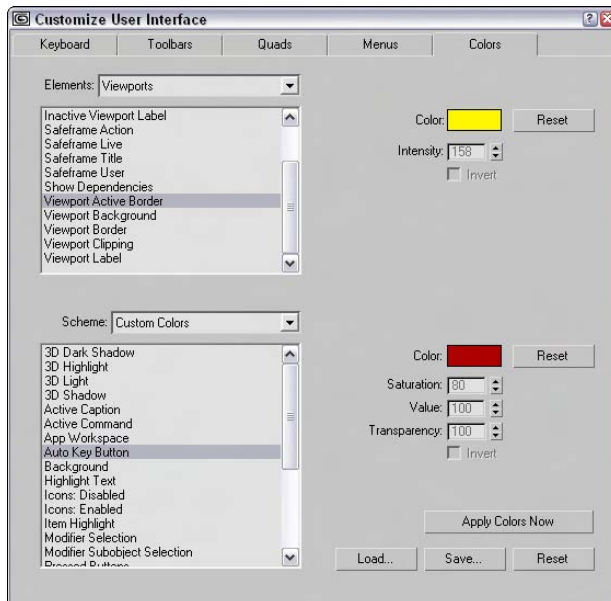 Customize User Interface
Keyboard Toolbars Quads Menus Colors
Elements: Viewports
Inactive Viewport Label
Safeframe Action
Safeframe Live
Safeframe Title
Safeframe User
Show Dependencies
Viewport Active Border
Viewport Background
Viewport Border
Viewport Clipping
Viewport Label
Color: Reset
Intensity: 158
Invert
Scheme: Custom Colors
3D Dark Shadow
3D Highlight
3D Light
3D Shadow
Active Caption
Active Command
App Workspace
Auto Key Button
Background
Highlight Text
Icons: Disabled
Icons: Enabled
Item Highlight
Modifier Selection
Modifier Subobject Selection
Pressed Buttons
Color: Reset
Saturation: 80
Value: 100
Transparency: 100
Invert
Apply Colors Now
Load... Save... Reset